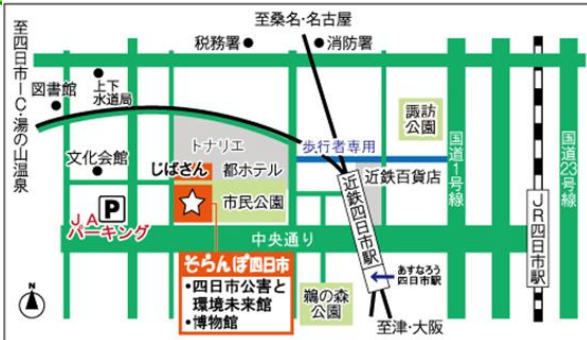 至桑名・名古屋
税務署
消防署
至四日市IC・湯の山温泉
図書館
上下
水道局
諏訪
公園
国道1号線
JR四日市駅
国道23号線
トナリエ
歩行者専用
文化会館
じばさん
都ホテル
近鉄百貨店
近鉄四日市駅
P
JA
パーキング
市民公園
中央通り
そらんぽ四日市
•四日市公害と
環境未来館
•博物館
鵜の森
公園
あすなろう
四日市駅
N
至津・大阪